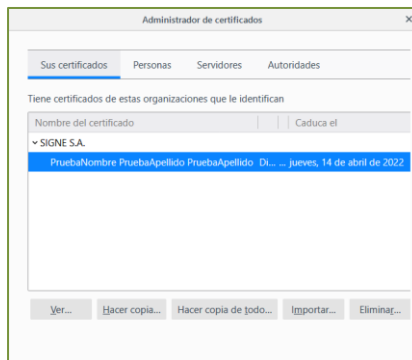 Administrador de certificados ×
Sus certificados Personas Servidores Autoridades
Tiene certificados de estas organizaciones que le identifican
Nombre del certificado Caduca el
SIGNE S.A.
PruebaNombre PruebaApellido PruebaApellido Di... ... jueves, 14 de abril de 2022
Ver... Hacer copia... Hacer copia de todo... Importar... Eliminar...